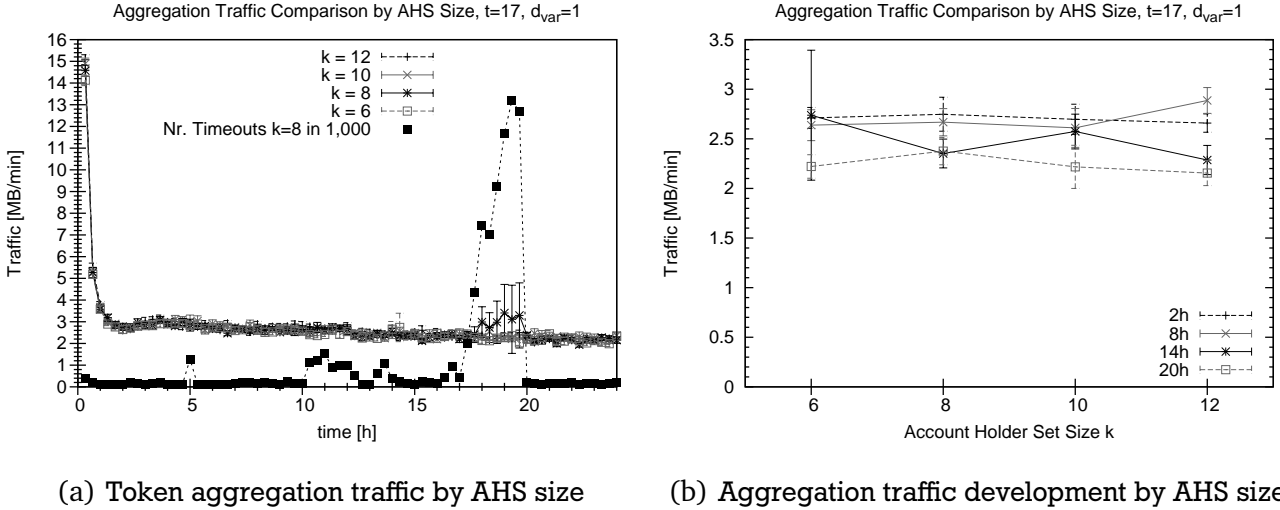 Aggregation Traffic Comparison by AHS Size, t=17, dvar=1
Traffic [MB/min]
16
15
14
13
12
11
10
9
8
7
6
5
4
3
2
1
0
k = 12
k = 10
k = 8
k = 6
Nr. Timeouts k=8 in 1,000
0
5
10
15
20
time [h]
(a) Token aggregation traffic by AHS size
Aggregation Traffic Comparison by AHS Size, t=17, dvar=1
Traffic [MB/min]
3.5
3
2.5
2
1.5
1
0.5
0
2h
8h
14h
20h
6
8
10
12
Account Holder Set Size k
(b) Aggregation traffic development by AHS size